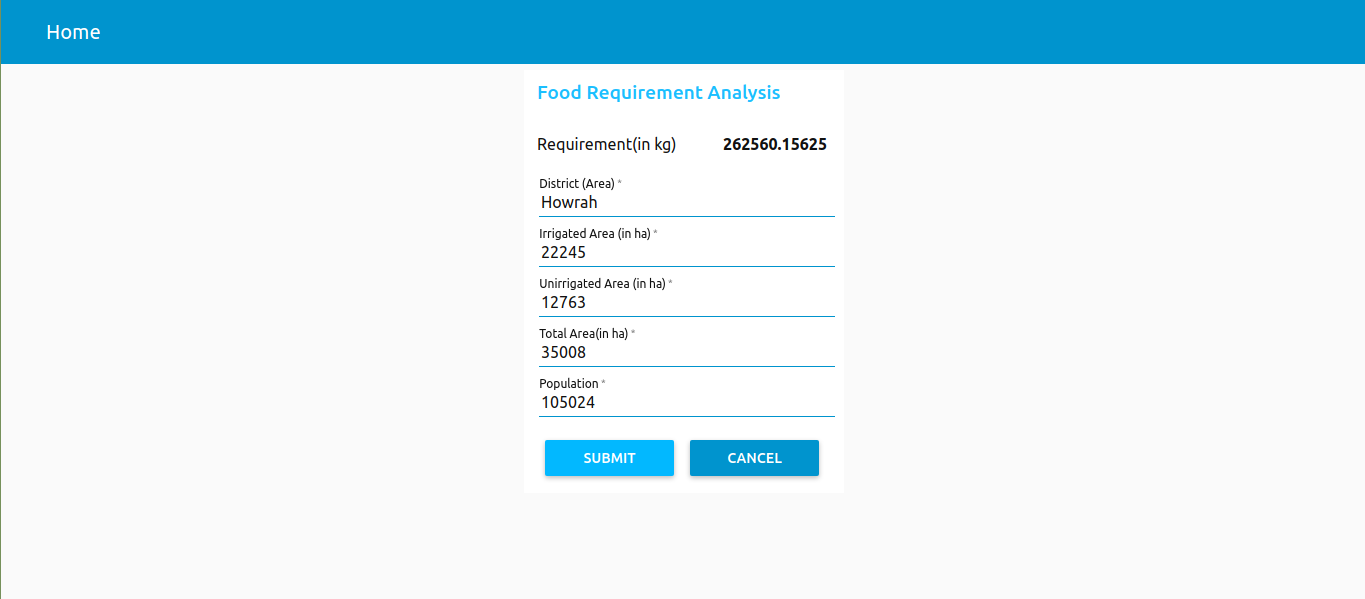 Home
Food Requirement Analysis
Requirement(in kg) 262560.15625
District (Area) *
Howrah
Irrigated Area (in ha) *
22245
Unirrigated Area (in ha) *
12763
Total Area(in ha) *
35008
Population *
105024
SUBMIT CANCEL